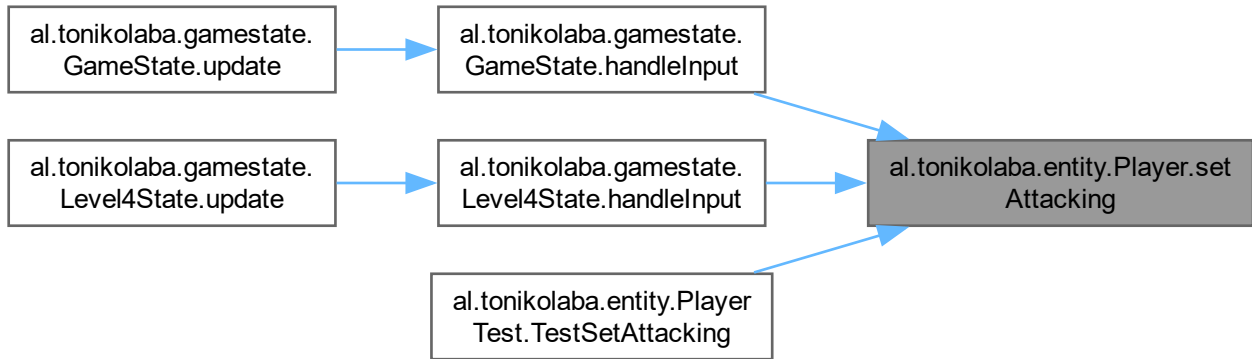 al.tonikolaba.gamestate.
GameState.update
al.tonikolaba.gamestate.
GameState.handleInput
al.tonikolaba.gamestate.
Level4State.update
al.tonikolaba.gamestate.
Level4State.handleInput
al.tonikolaba.entity.Player.set
Attacking
al.tonikolaba.entity.Player
Test.TestSetAttacking